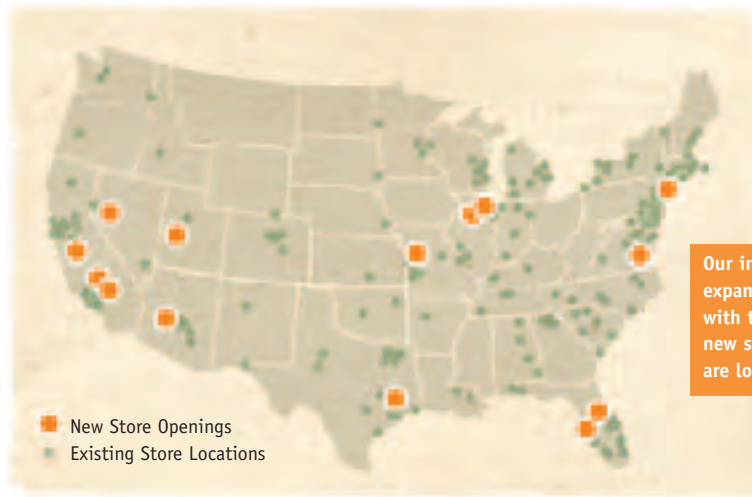 Our in
expan
with t
new s
are lo
New Store Openings
Existing Store Locations